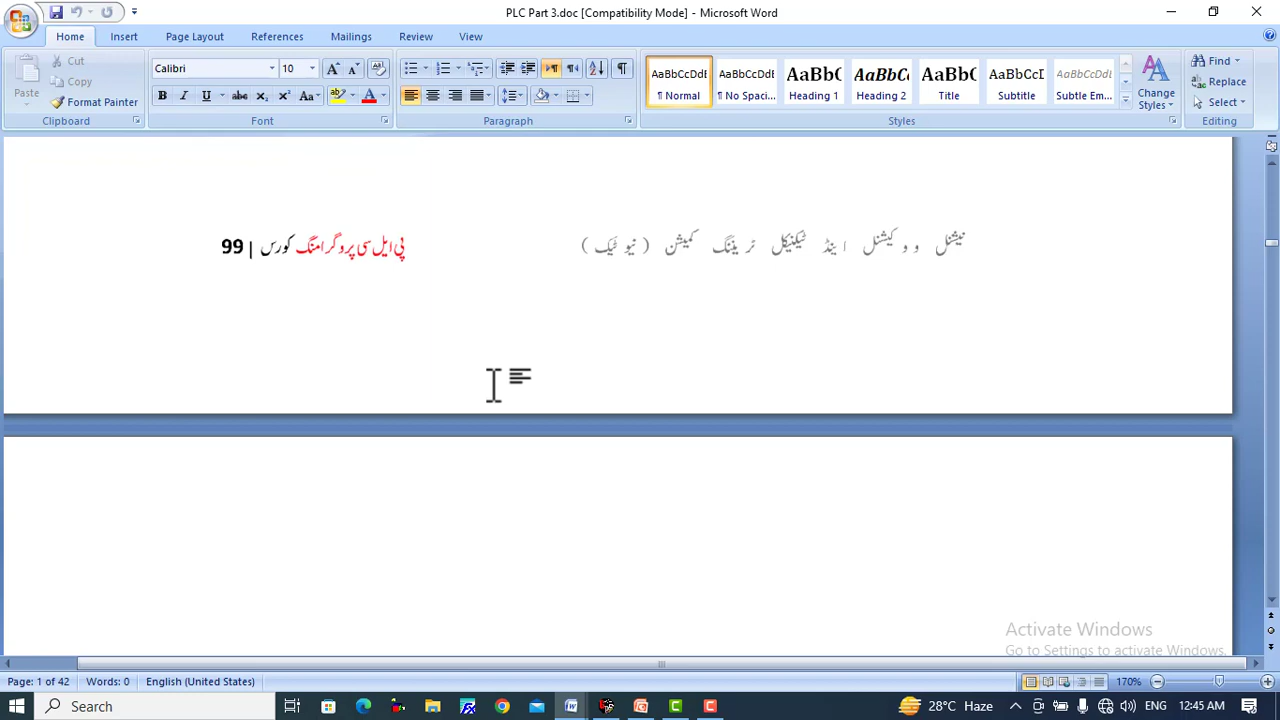 PLC Part 3.doc [Compatibility Mode] - Microsoft Word
Home Insert Page Layout References Mailings Review View
Paste
Cut
Copy
Format Painter
Clipboard
Calibri 10
Font
Paragraph
AaBbCcDdE AaBbCcDdE AaBbC AaBbCc AaBbC AaBbCcI AaBbCcDdE
¶ Normal ¶ No Spaci... Heading 1 Heading 2 Title Subtitle Subtle Em...
Change Styles
Styles
Find
Replace
Select
Editing
نیشنل ووکیشنل اینڈ ٹیکنیکل ٹریننگ کمیشن (نیوٹیک)
پی ایل سی پروگرامنگ کورس | 99
Activate Windows
Go to Settings to activate Windows.
Page: 1 of 42 Words: 0 English (United States) 170%
Search 28°C Haze ENG 12:45 AM